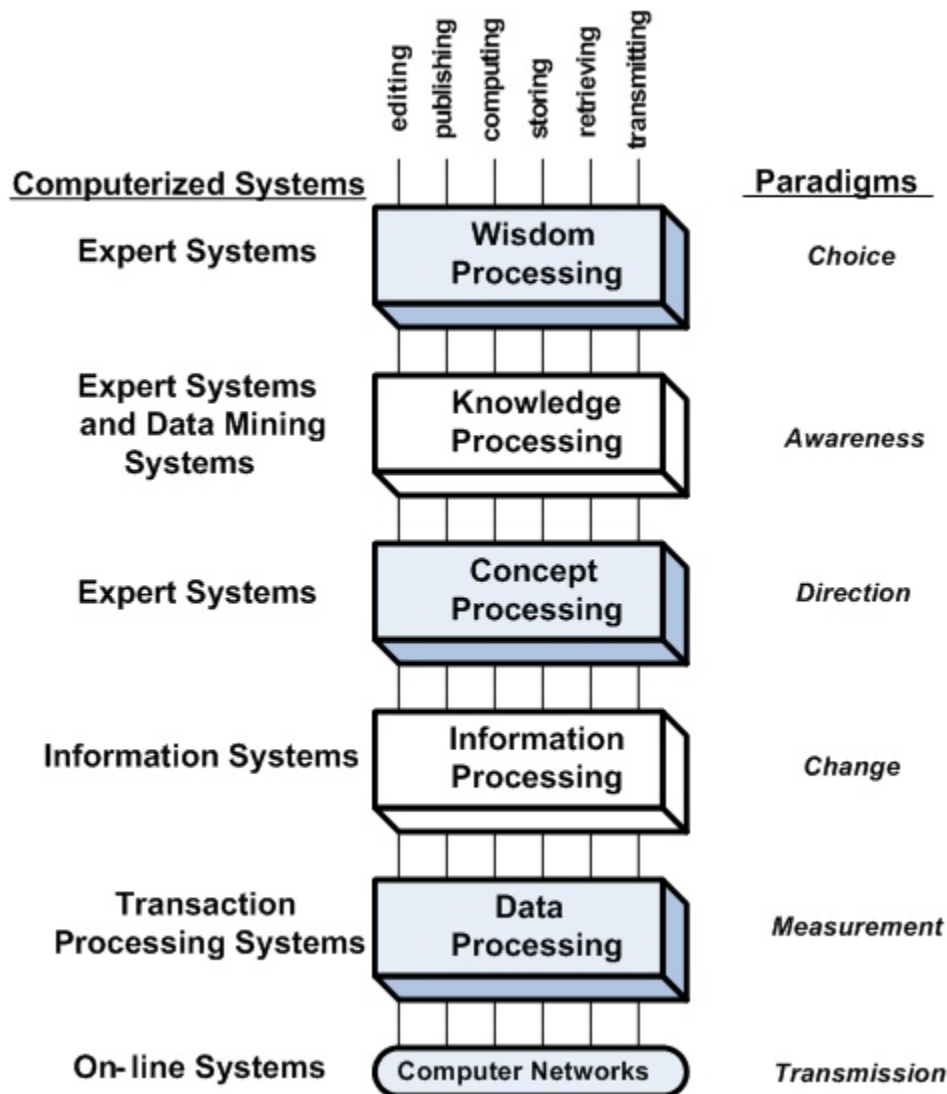 editing
publishing
computing
storing
retrieving
transmitting
Computerized Systems
Paradigms
Expert Systems
Wisdom
Processing
Choice
Expert Systems
and Data Mining
Systems
Knowledge
Processing
Awareness
Expert Systems
Concept
Processing
Direction
Information Systems
Information
Processing
Change
Transaction
Processing Systems
Data
Processing
Measurement
On-line Systems
Computer Networks
Transmission